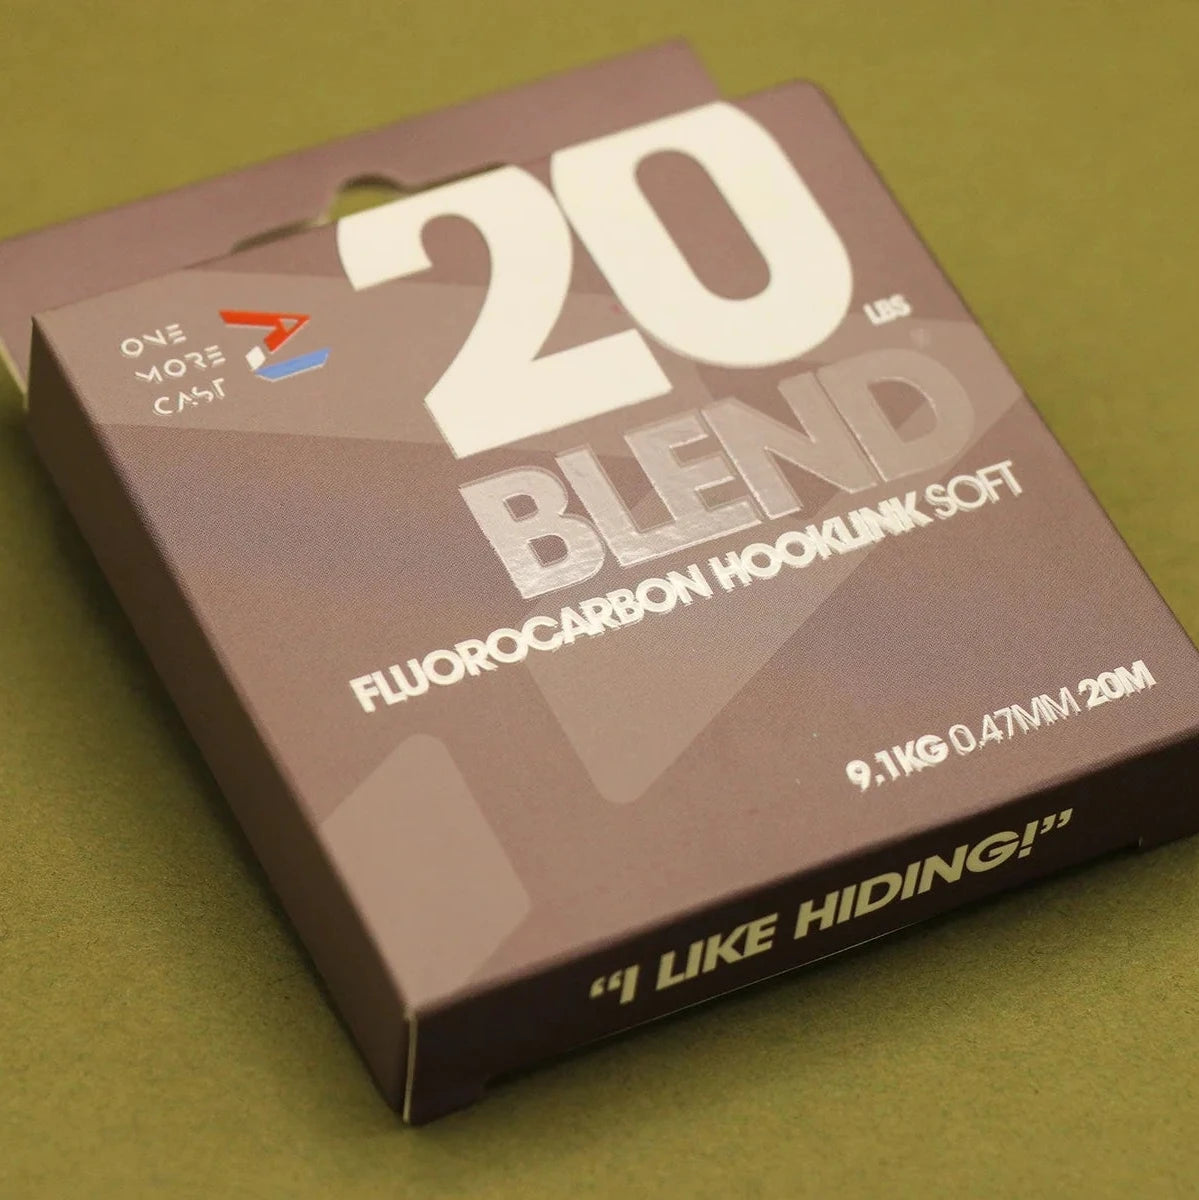 ONE
MORE
CAST
20
LBS
BLEND
FLUOROCARBON HOOKLINK SOFT
9.1KG 0.47MM 20M
“I LIKE HIDING!”